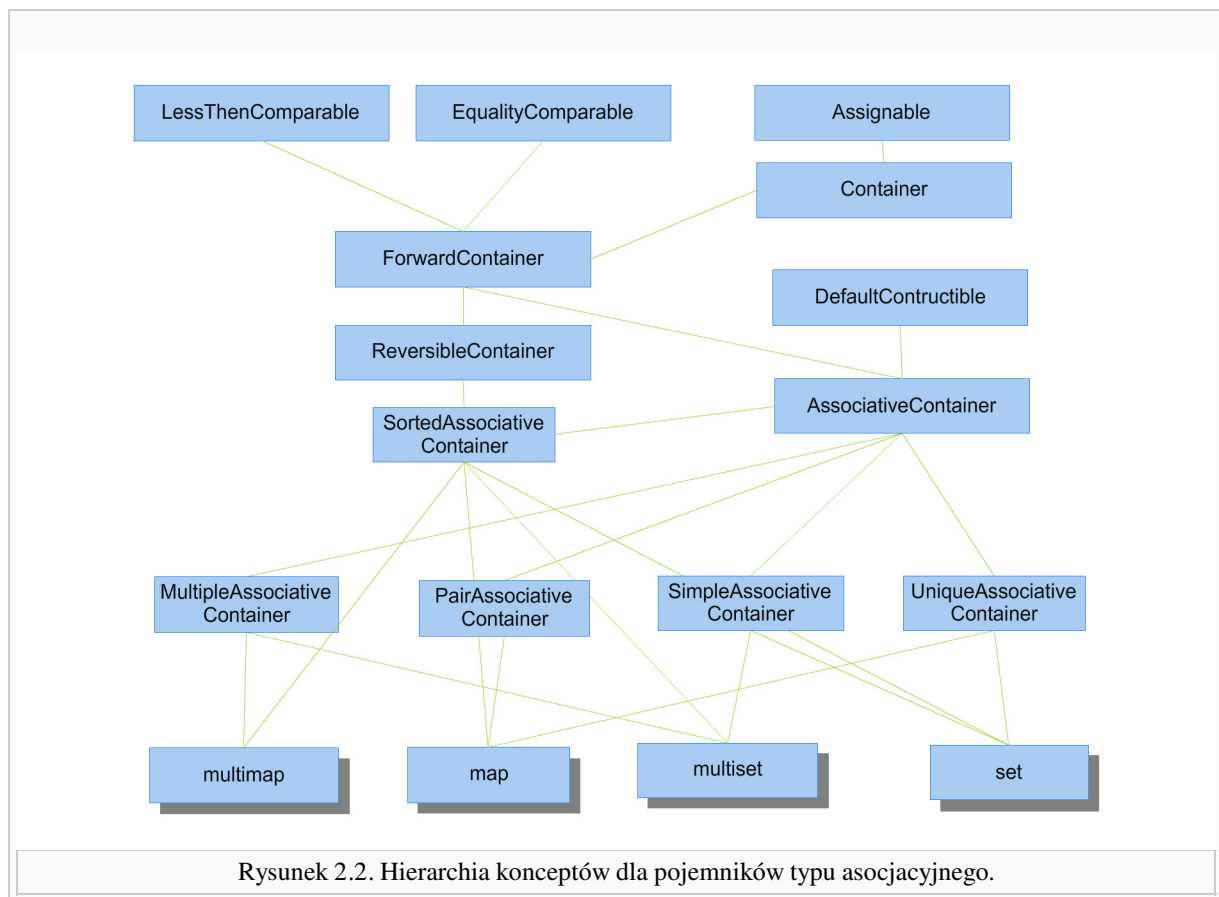 LessThenComparable
EqualityComparable
Assignable
Container
ForwardContainer
DefaultContructible
ReversibleContainer
AssociativeContainer
SortedAssociative
Container
MultipleAssociative
Container
PairAssociative
Container
SimpleAssociative
Container
UniqueAssociative
Container
multimap
map
multiset
set
Rysunek 2.2. Hierarchia konceptów dla pojemników typu asocjacyjnego.